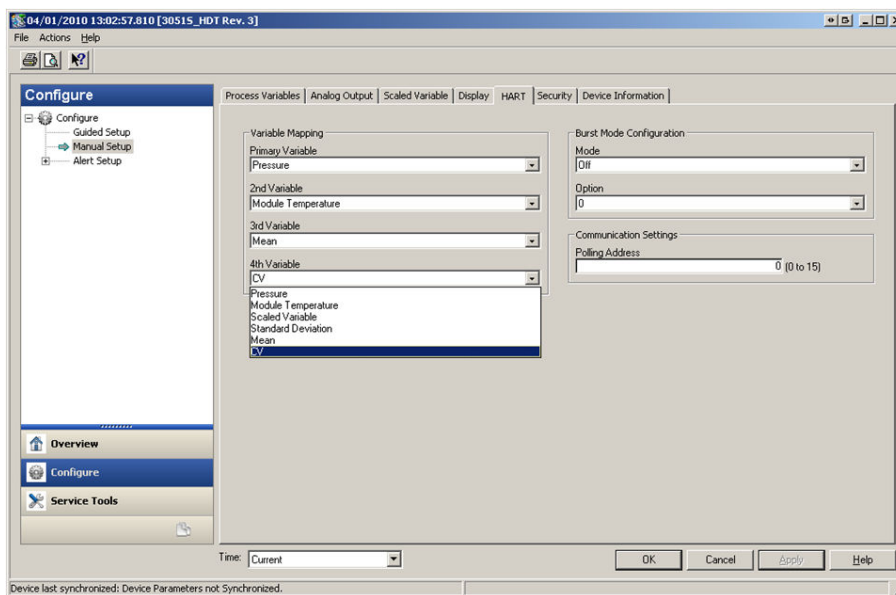 04/01/2010 13:02:57.810 [3051S_HDT Rev. 3]
File Actions Help
Configure
Configure
Guided Setup
Manual Setup
Alert Setup
Overview
Configure
Service Tools
Process Variables Analog Output Scaled Variable Display HART Security Device Information
Variable Mapping
Primary Variable
Pressure
2nd Variable
Module Temperature
3rd Variable
Mean
4th Variable
CV
Pressure
Module Temperature
Scaled Variable
Standard Deviation
Mean
CV
Burst Mode Configuration
Mode
Off
Option
0
Communication Settings
Polling Address
0 (0 to 15)
Time: Current
OK Cancel Apply Help
Device last synchronized: Device Parameters not Synchronized.